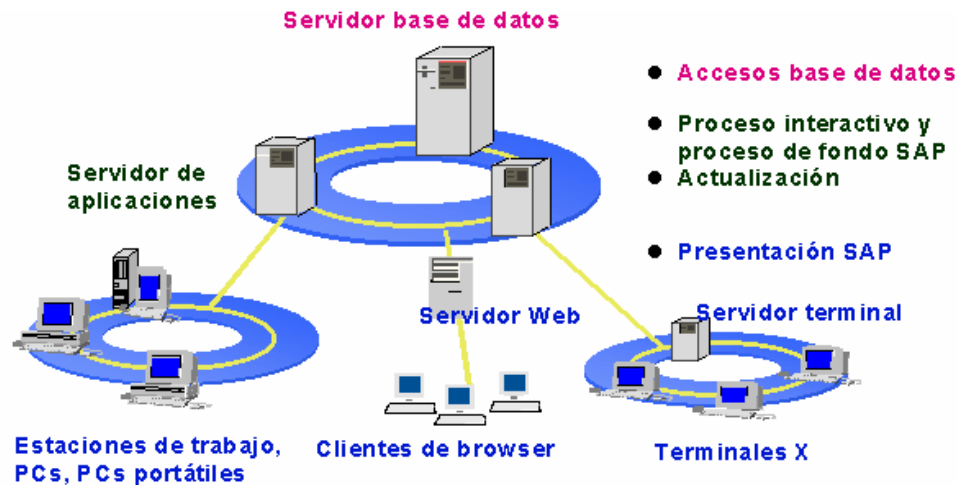 Servidor base de datos
● Accesos base de datos
● Proceso interactivo y
proceso de fondo SAP
● Actualización
Servidor de
aplicaciones
● Presentación SAP
Servidor Web
Servidor terminal
Estaciones de trabajo,
PCs, PCs portátiles
Clientes de browser
Terminales X